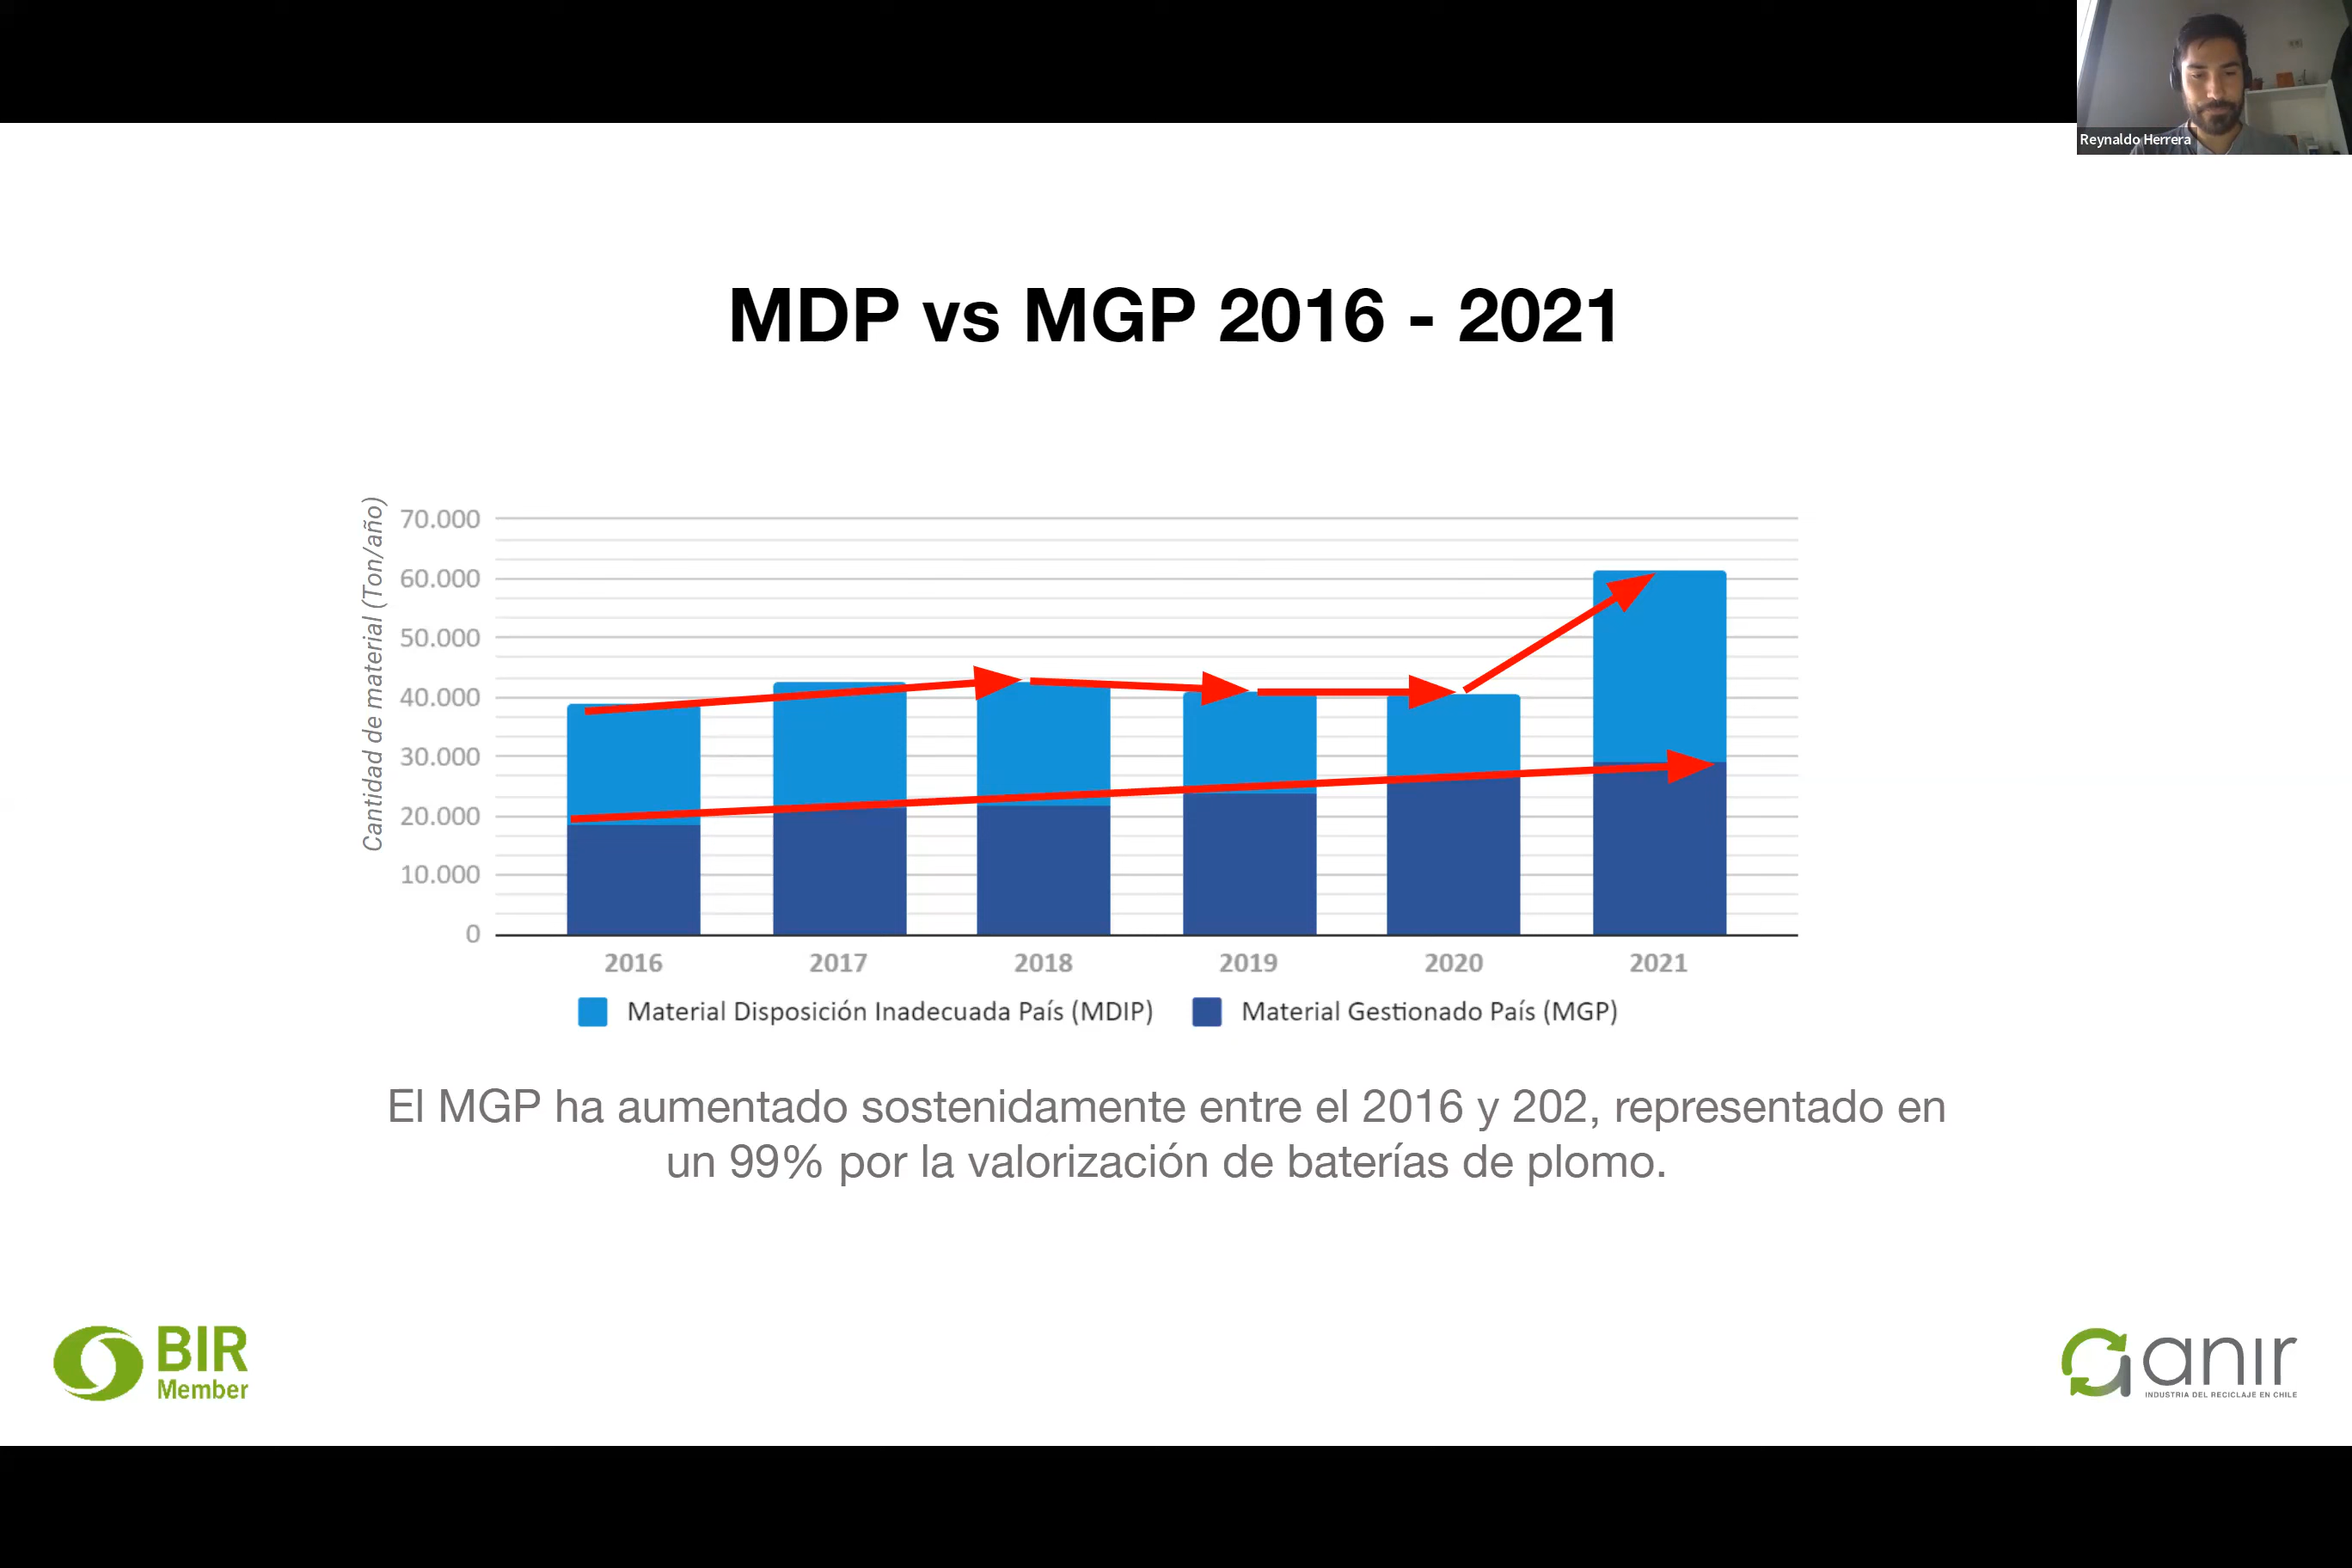 Reynaldo Herrera
MDP vs MGP 2016 - 2021
Cantidad de material (Ton/año)
70.000
60.000
50.000
40.000
30.000
20.000
10.000
0
2016 2017 2018 2019 2020 2021
Material Disposición Inadecuada País (MDIP) Material Gestionado País (MGP)
El MGP ha aumentado sostenidamente entre el 2016 y 202, representado en
un 99% por la valorización de baterías de plomo.
BIR
Member
anır
INDUSTRIA DEL RECICLAJE EN CHILE